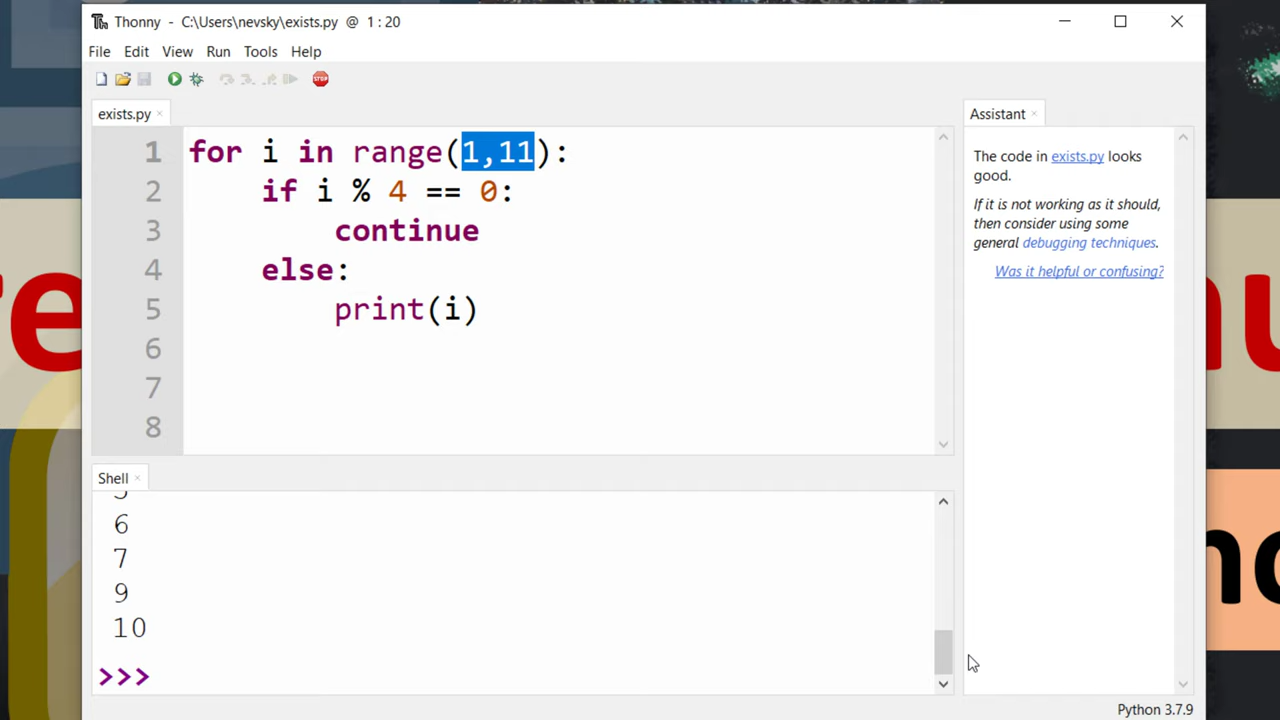 Thonny - C:\Users\nevsky\exists.py @ 1 : 20
File Edit View Run Tools Help
STOP
exists.py ×
1 for i in range(1,11):
2     if i % 4 == 0:
3         continue
4     else:
5         print(i)
6
7
8
Shell ×
6
7
9
10
>>>
Assistant ×
The code in exists.py looks
good.
If it is not working as it should,
then consider using some
general debugging techniques.
Was it helpful or confusing?
Python 3.7.9